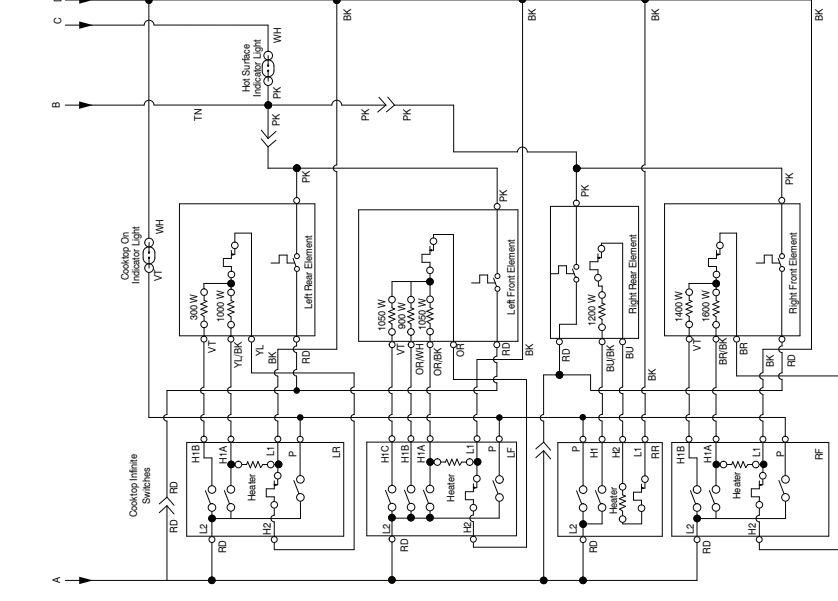 C
B
A
BK
BK
BK
BK
WH
Hot Surface
Indicator Light
PK
TN
PK
PK
PK
Cooktop On
Indicator Light
WH
VT
PK
PK
PK
PK
300 W
1000 W
Left Rear Element
1050 W
900 W
1050 W
Left Front Element
1200 W
Right Rear Element
1400 W
1600 W
Right Front Element
VT
YL/BK
YL
BK
RD
VT
OR/WH
OR/BK
OR
RD
BK
RD
BU/BK
BU
BK
VT
BR/BK
BR
BK
RD
Cooktop Infinite
Switches
RD
RD
H1B
H1A
L1
P
LR
Heater
L2
H2
RD
H1C
H1B
H1A
L1
P
LF
Heater
L2
H2
RD
P
H1
H2
L1
RR
Heater
L2
RD
H1B
H1A
L1
P
RF
Heater
L2
H2
RD